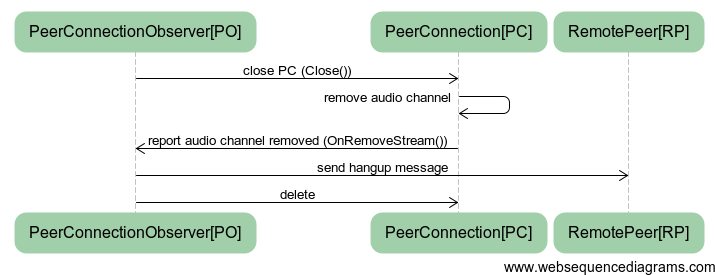 PeerConnectionObserver[PO] PeerConnection[PC] RemotePeer[RP]
close PC (Close())
remove audio channel
report audio channel removed (OnRemoveStream())
send hangup message
delete
PeerConnectionObserver[PO] PeerConnection[PC] RemotePeer[RP]
www.websequencediagrams.com